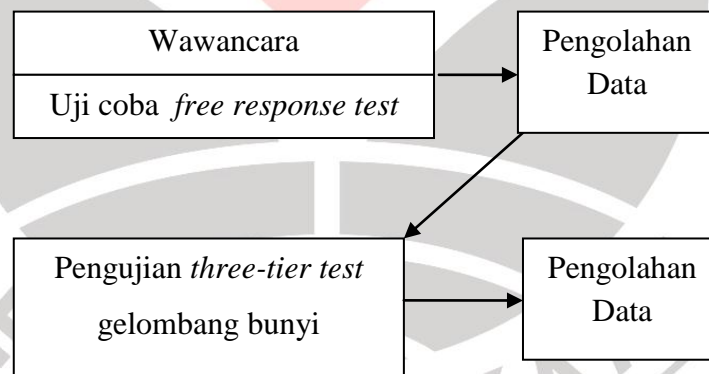 Wawancara
Uji coba free response test
Pengolahan
Data
Pengujian three-tier test
gelombang bunyi
Pengolahan
Data